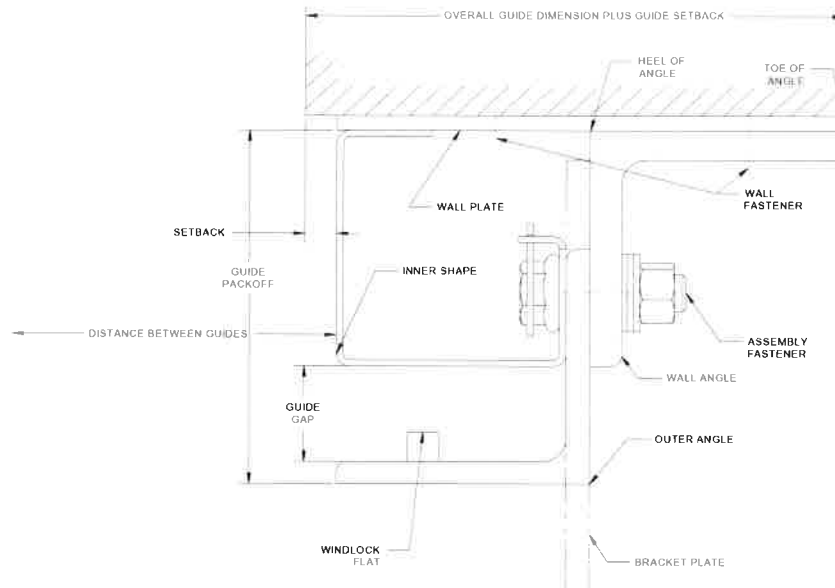 OVERALL GUIDE DIMENSION PLUS GUIDE SETBACK
HEEL OF
ANGLE
TOE OF
ANGLE
WALL PLATE
WALL
FASTENER
SETBACK
GUIDE
PACKOFF
INNER SHAPE
DISTANCE BETWEEN GUIDES
ASSEMBLY
FASTENER
WALL ANGLE
GUIDE
GAP
OUTER ANGLE
WINDLOCK
FLAT
BRACKET PLATE